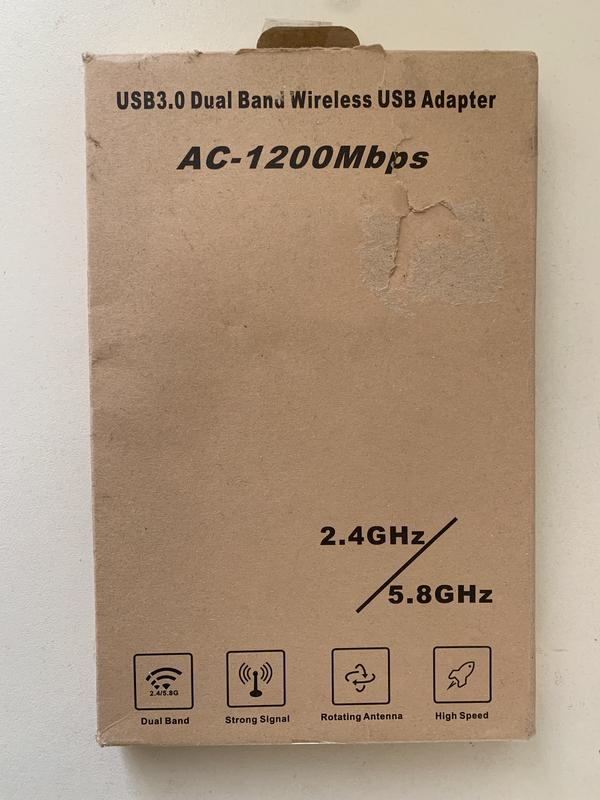 USB3.0 Dual Band Wireless USB Adapter
AC-1200Mbps
2.4GHz
5.8GHz
2.4/5.8G
Dual Band
Strong Signal
Rotating Antenna
High Speed